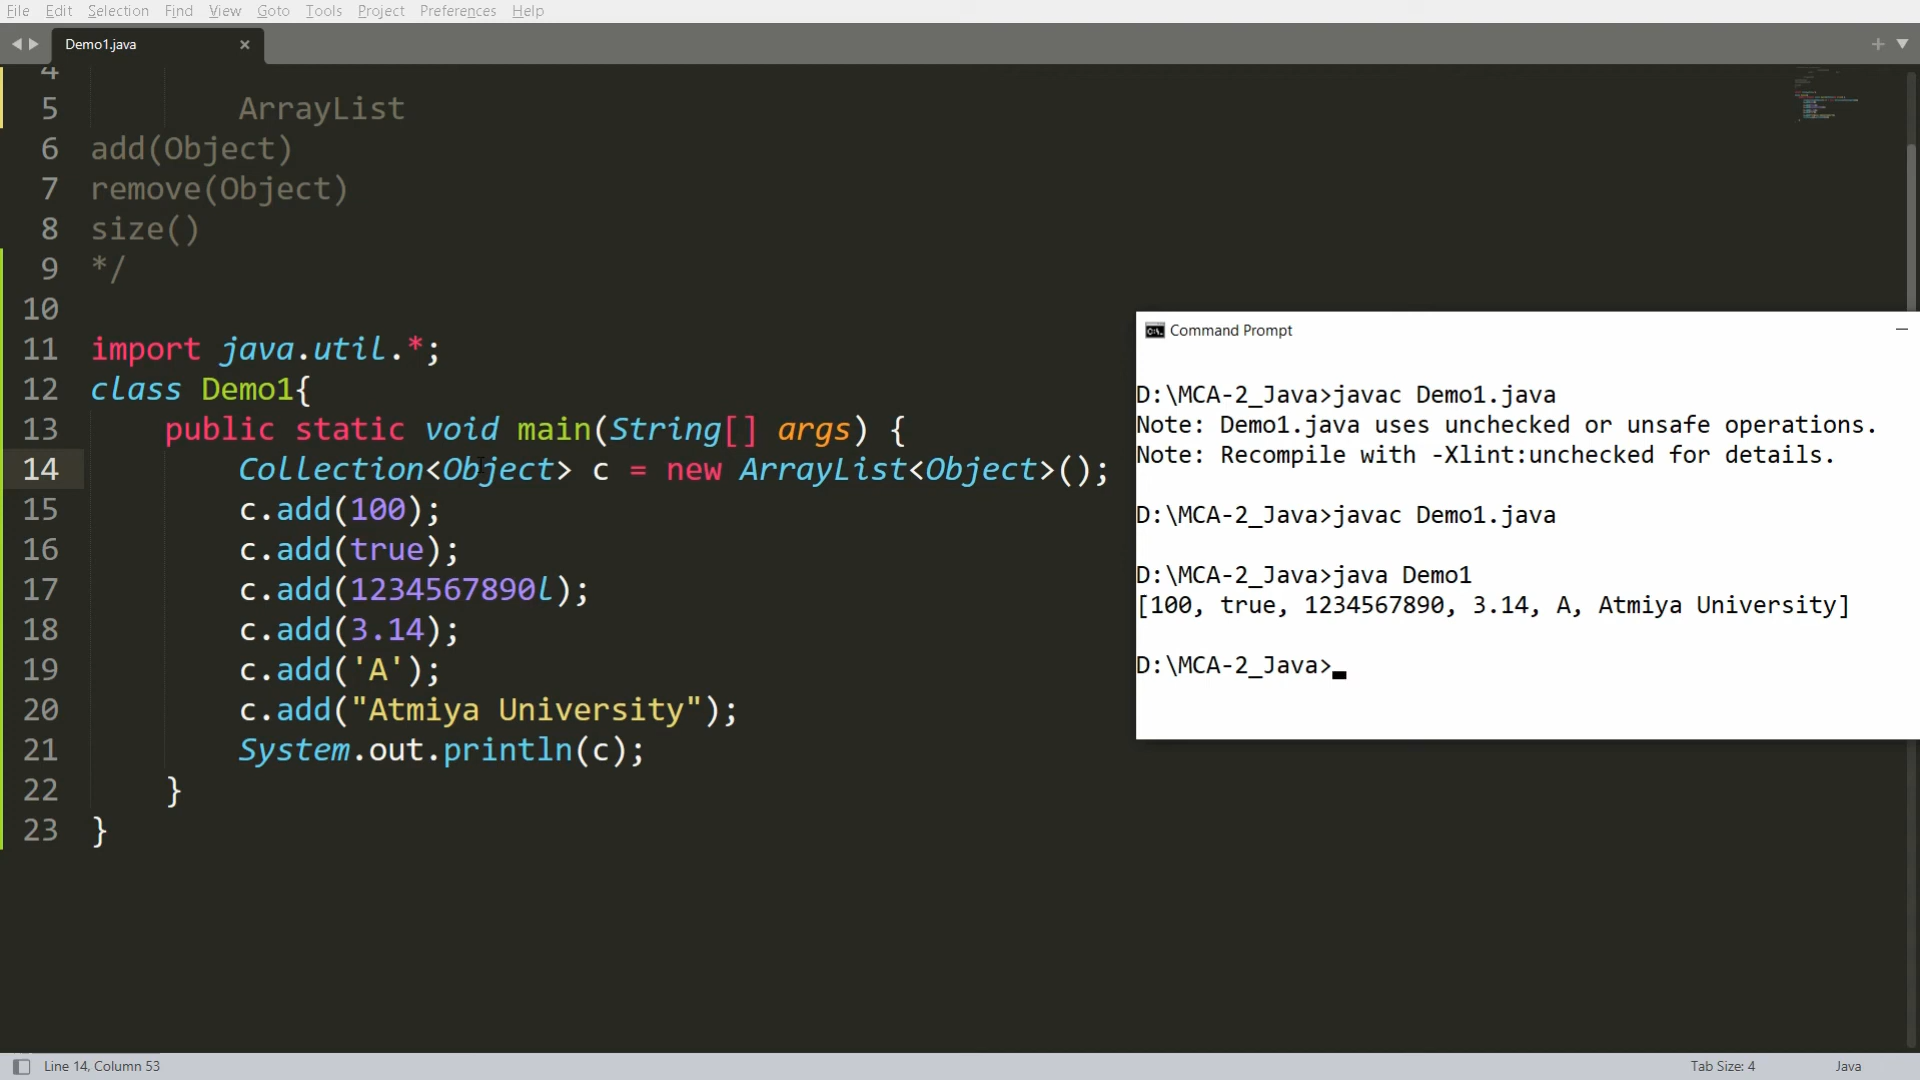 File Edit Selection Find View Goto Tools Project Preferences Help
Demo1.java
4
5 ArrayList
6 add(Object)
7 remove(Object)
8 size()
9 */
10
11 import java.util.*;
12 class Demo1{
13 public static void main(String[] args) {
14 Collection<Object> c = new ArrayList<Object>();
15 c.add(100);
16 c.add(true);
17 c.add(1234567890l);
18 c.add(3.14);
19 c.add('A');
20 c.add("Atmiya University");
21 System.out.println(c);
22 }
23 }
Command Prompt
D:\MCA-2_Java>javac Demo1.java
Note: Demo1.java uses unchecked or unsafe operations.
Note: Recompile with -Xlint:unchecked for details.
D:\MCA-2_Java>javac Demo1.java
D:\MCA-2_Java>java Demo1
[100, true, 1234567890, 3.14, A, Atmiya University]
D:\MCA-2_Java>
Line 14, Column 53
Tab Size: 4
Java